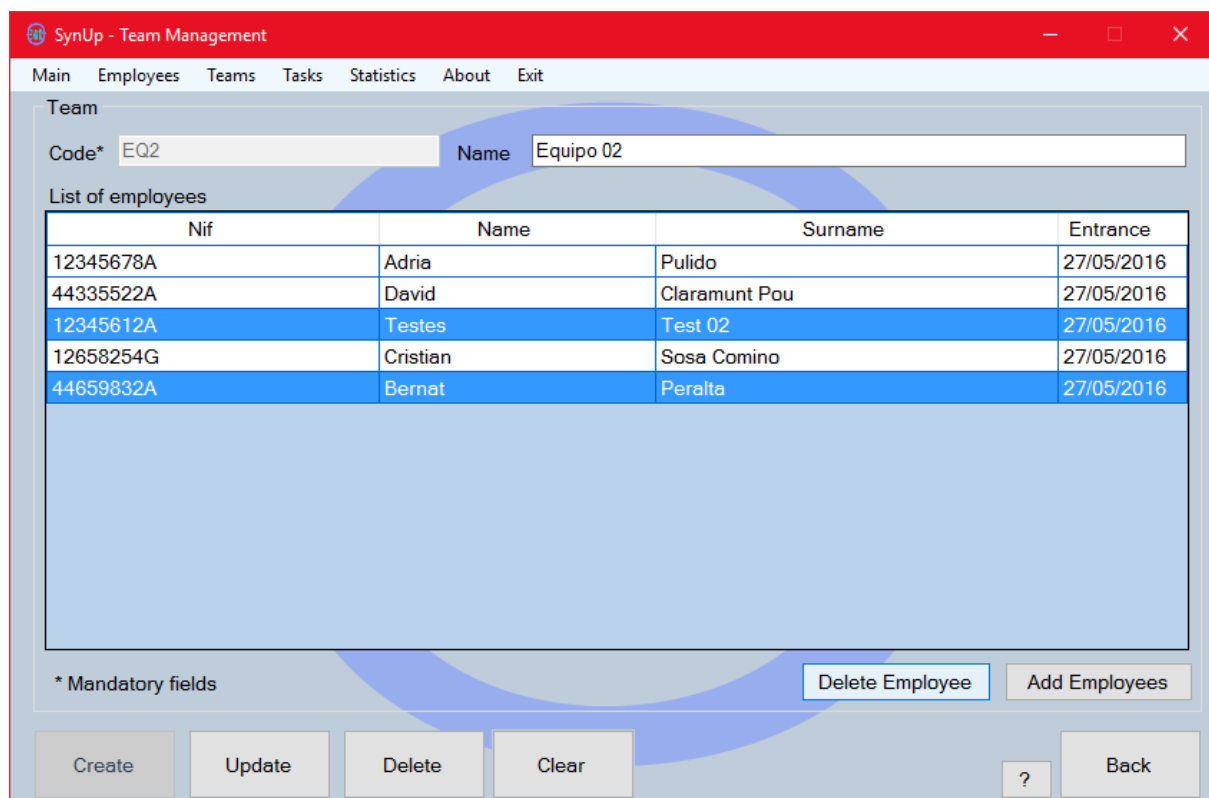 SynUp - Team Management
Main Employees Teams Tasks Statistics About Exit
Team
Code* EQ2 Name Equipo 02
List of employees
Nif Name Surname Entrance
12345678A Adria Pulido 27/05/2016
44335522A David Claramunt Pou 27/05/2016
12345612A Testes Test 02 27/05/2016
12658254G Cristian Sosa Comino 27/05/2016
44659832A Bernat Peralta 27/05/2016
* Mandatory fields Delete Employee Add Employees
Create Update Delete Clear ? Back